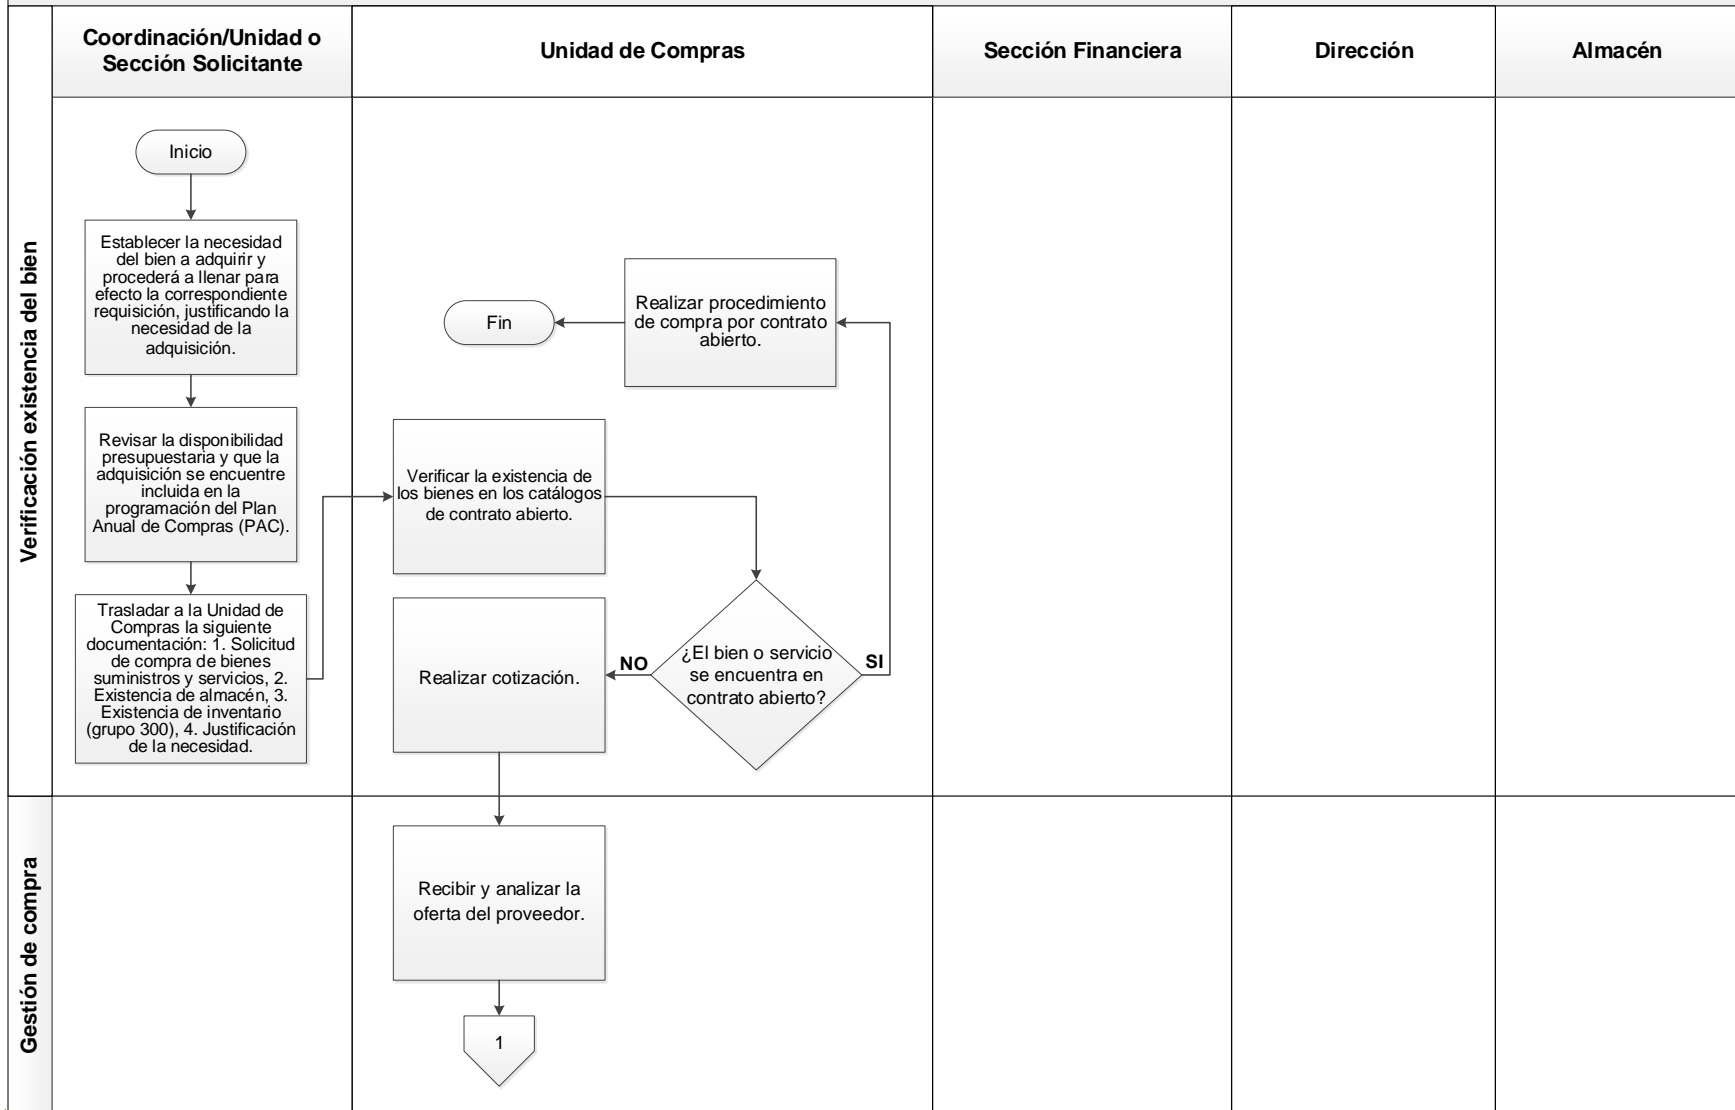 Coordinación/Unidad o
Sección Solicitante
Unidad de Compras
Sección Financiera
Dirección
Almacén
Verificación existencia del bien
Inicio
Establecer la necesidad
del bien a adquirir y
procederá a llenar para
efecto la correspondiente
requisición, justificando la
necesidad de la
adquisición.
Revisar la disponibilidad
presupuestaria y que la
adquisición se encuentre
incluida en la
programación del Plan
Anual de Compras (PAC).
Trasladar a la Unidad de
Compras la siguiente
documentación: 1. Solicitud
de compra de bienes
suministros y servicios, 2.
Existencia de almacén, 3.
Existencia de inventario
(grupo 300), 4. Justificación
de la necesidad.
Fin
Realizar procedimiento
de compra por contrato
abierto.
Verificar la existencia de
los bienes en los catálogos
de contrato abierto.
¿El bien o servicio
se encuentra en
contrato abierto?
NO
SI
Realizar cotización.
Gestión de compra
Recibir y analizar la
oferta del proveedor.
1